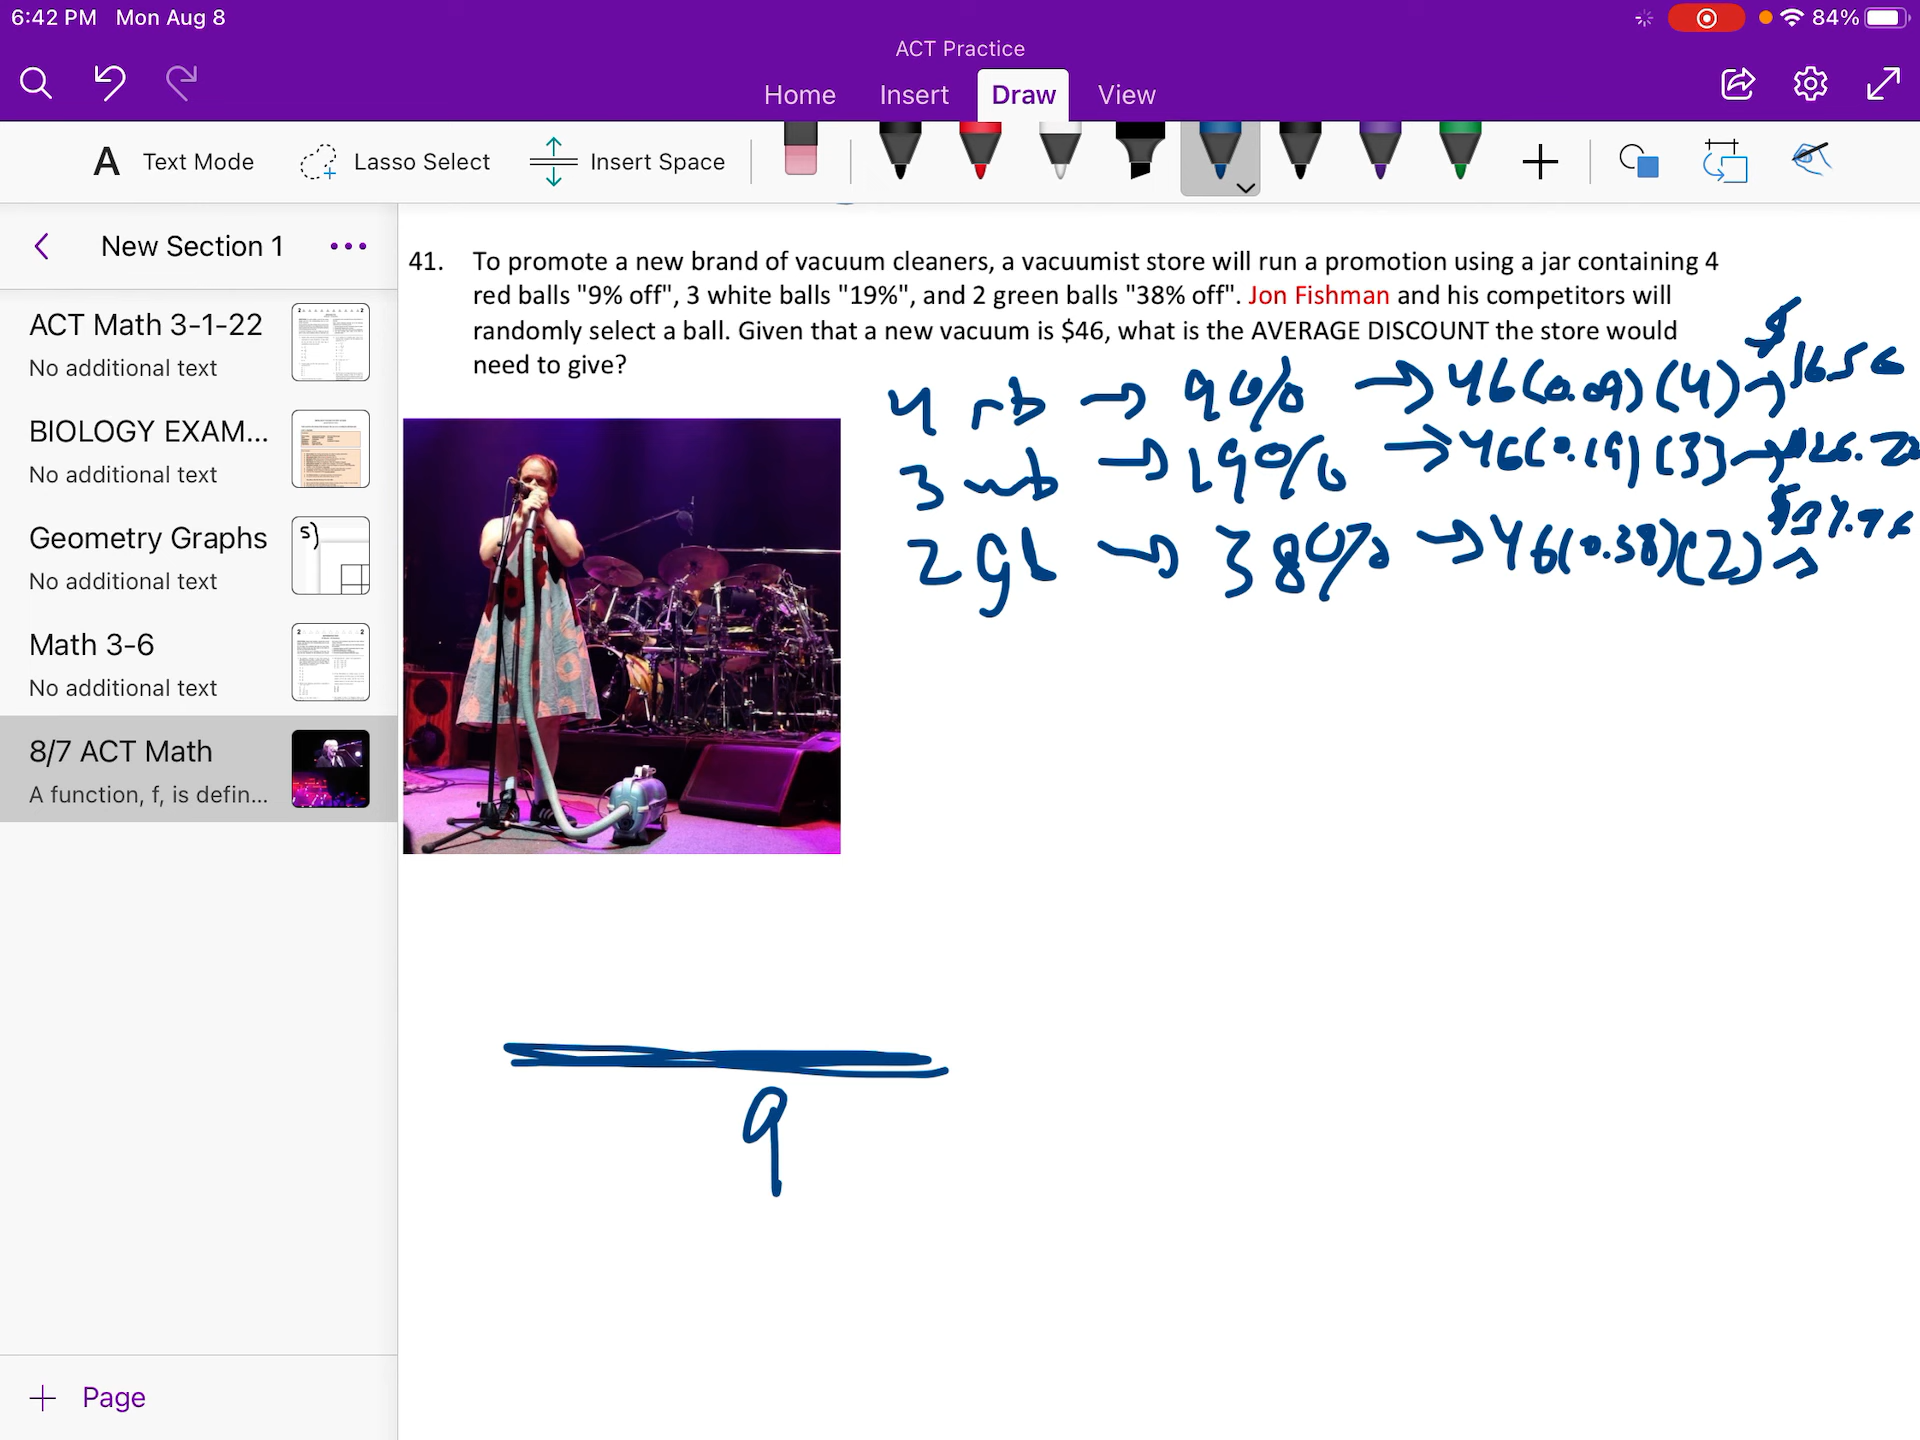 6:42 PM Mon Aug 8
84%
ACT Practice
Home Insert Draw View
A Text Mode Lasso Select Insert Space
New Section 1
ACT Math 3-1-22
No additional text
BIOLOGY EXAM...
No additional text
Geometry Graphs
No additional text
5)
Math 3-6
No additional text
8/7 ACT Math
A function, f, is defin...
Page
41. To promote a new brand of vacuum cleaners, a vacuumist store will run a promotion using a jar containing 4
red balls "9% off", 3 white balls "19%", and 2 green balls "38% off". Jon Fishman and his competitors will
randomly select a ball. Given that a new vacuum is $46, what is the AVERAGE DISCOUNT the store would
need to give?
4 rb → 9% → 46(0.09)(4) → $1656
3 wb → 19% → 46(0.19)(3) →
2 gb → 38% → 46(0.38)(2) →
9